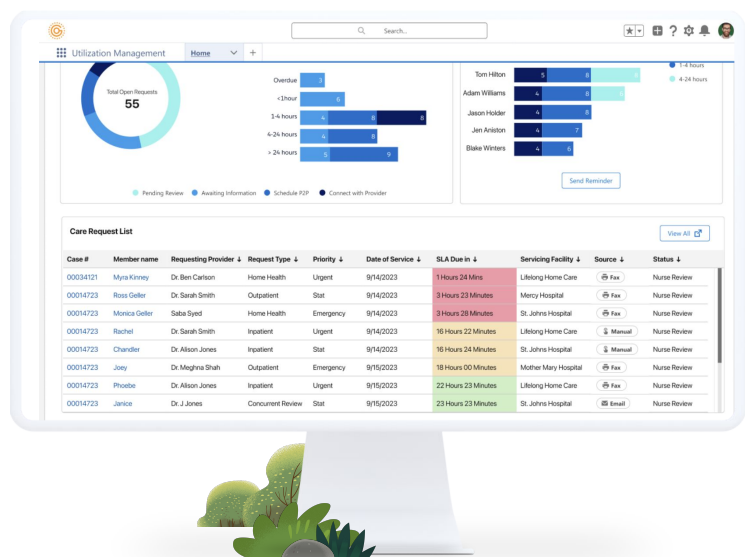 Search...
Utilization Management Home
Total Open Requests
55
Overdue 3
<1hour 6
1-4 hours 4 8 8
4-24 hours 4 8
> 24 hours 5 9
Pending Review Awaiting Information Schedule P2P Connect with Provider
1-4 hours
4-24 hours
Tom Hilton 5 8
Adam Williams 4 8
Jason Holder 4 8
Jen Aniston 4 7
Blake Winters 4 6
Send Reminder
Care Request List
View All
Case # Member name Requesting Provider ↓ Request Type ↓ Priority ↓ Date of Service ↓ SLA Due in ↓ Servicing Facility ↓ Source ↓ Status ↓
00034121 Myra Kinney Dr. Ben Carlson Home Health Urgent 9/14/2023 1 Hours 24 Mins Lifelong Home Care Fax Nurse Review
00014723 Ross Geller Dr. Sarah Smith Outpatient Stat 9/14/2023 3 Hours 23 Minutes Mercy Hospital Fax Nurse Review
00014723 Monica Geller Saba Syed Home Health Emergency 9/14/2023 3 Hours 28 Minutes St. Johns Hospital Fax Nurse Review
00014723 Rachel Dr. Sarah Smith Inpatient Urgent 9/14/2023 16 Hours 22 Minutes Lifelong Home Care Manual Nurse Review
00014723 Chandler Dr. Alison Jones Inpatient Stat 9/14/2023 16 Hours 24 Minutes St. Johns Hospital Manual Nurse Review
00014723 Joey Dr. Meghna Shah Outpatient Emergency 9/15/2023 18 Hours 00 Minutes Mother Mary Hospital Fax Nurse Review
00014723 Phoebe Dr. Alison Jones Inpatient Urgent 9/15/2023 22 Hours 23 Minutes Lifelong Home Care Fax Nurse Review
00014723 Janice Dr. J Jones Concurrent Review Stat 9/15/2023 23 Hours 23 Minutes St. Johns Hospital Email Nurse Review